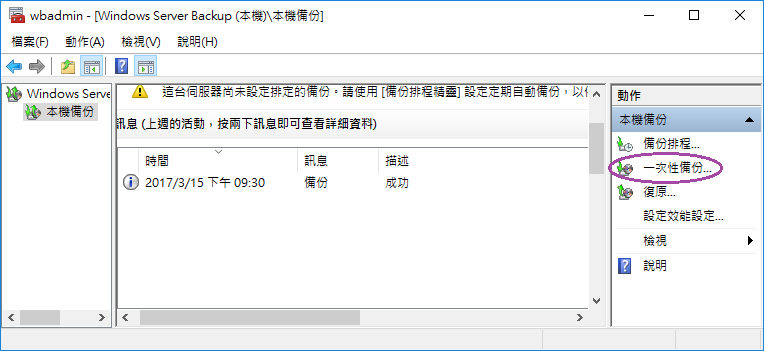 wbadmin - [Windows Server Backup (本機)\本機備份]
檔案(F) 動作(A) 檢視(V) 說明(H)
Windows Serve
本機備份
這台伺服器尚未設定排定的備份。請使用 [備份排程精靈] 設定定期自動備份，以
訊息 (上週的活動，按兩下訊息即可查看詳細資料)
時間 訊息 描述
2017/3/15 下午 09:30 備份 成功
動作
本機備份
備份排程...
一次性備份...
復原...
設定效能設定...
檢視
說明